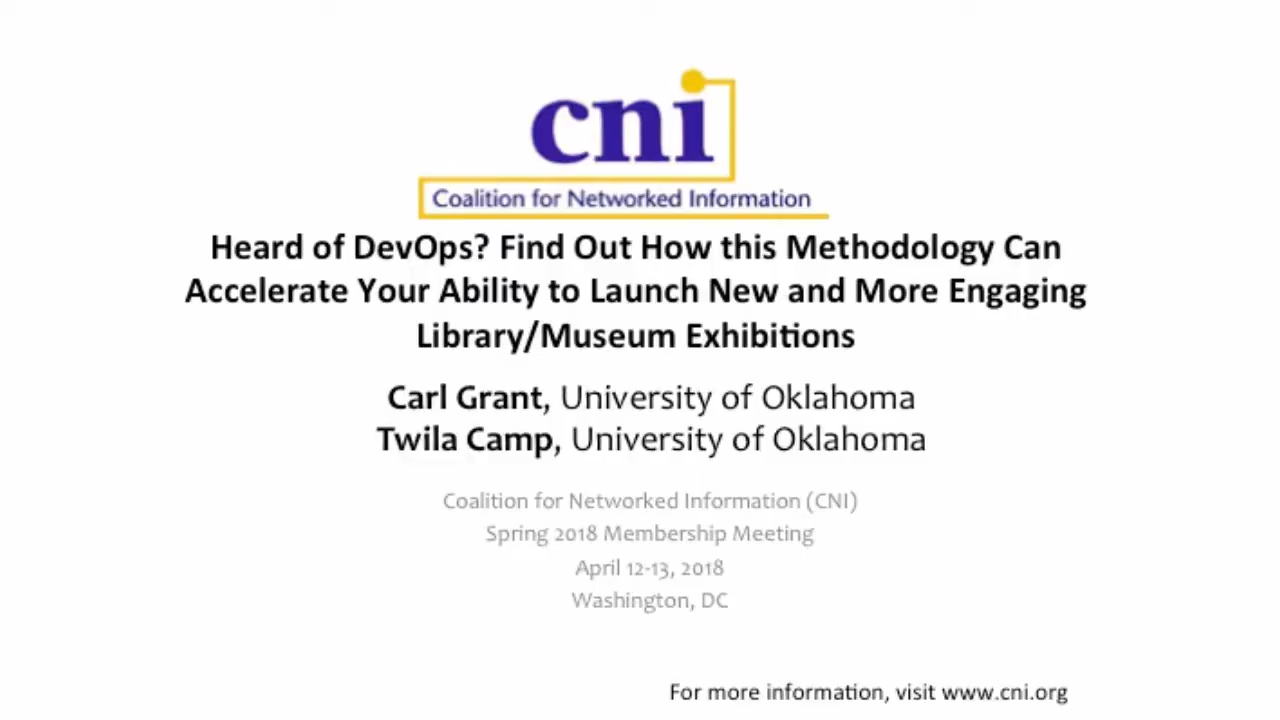 cni
Coalition for Networked Information
Heard of DevOps? Find Out How this Methodology Can
Accelerate Your Ability to Launch New and More Engaging
Library/Museum Exhibitions
Carl Grant, University of Oklahoma
Twila Camp, University of Oklahoma
Coalition for Networked Information (CNI)
Spring 2018 Membership Meeting
April 12-13, 2018
Washington, DC
For more information, visit www.cni.org